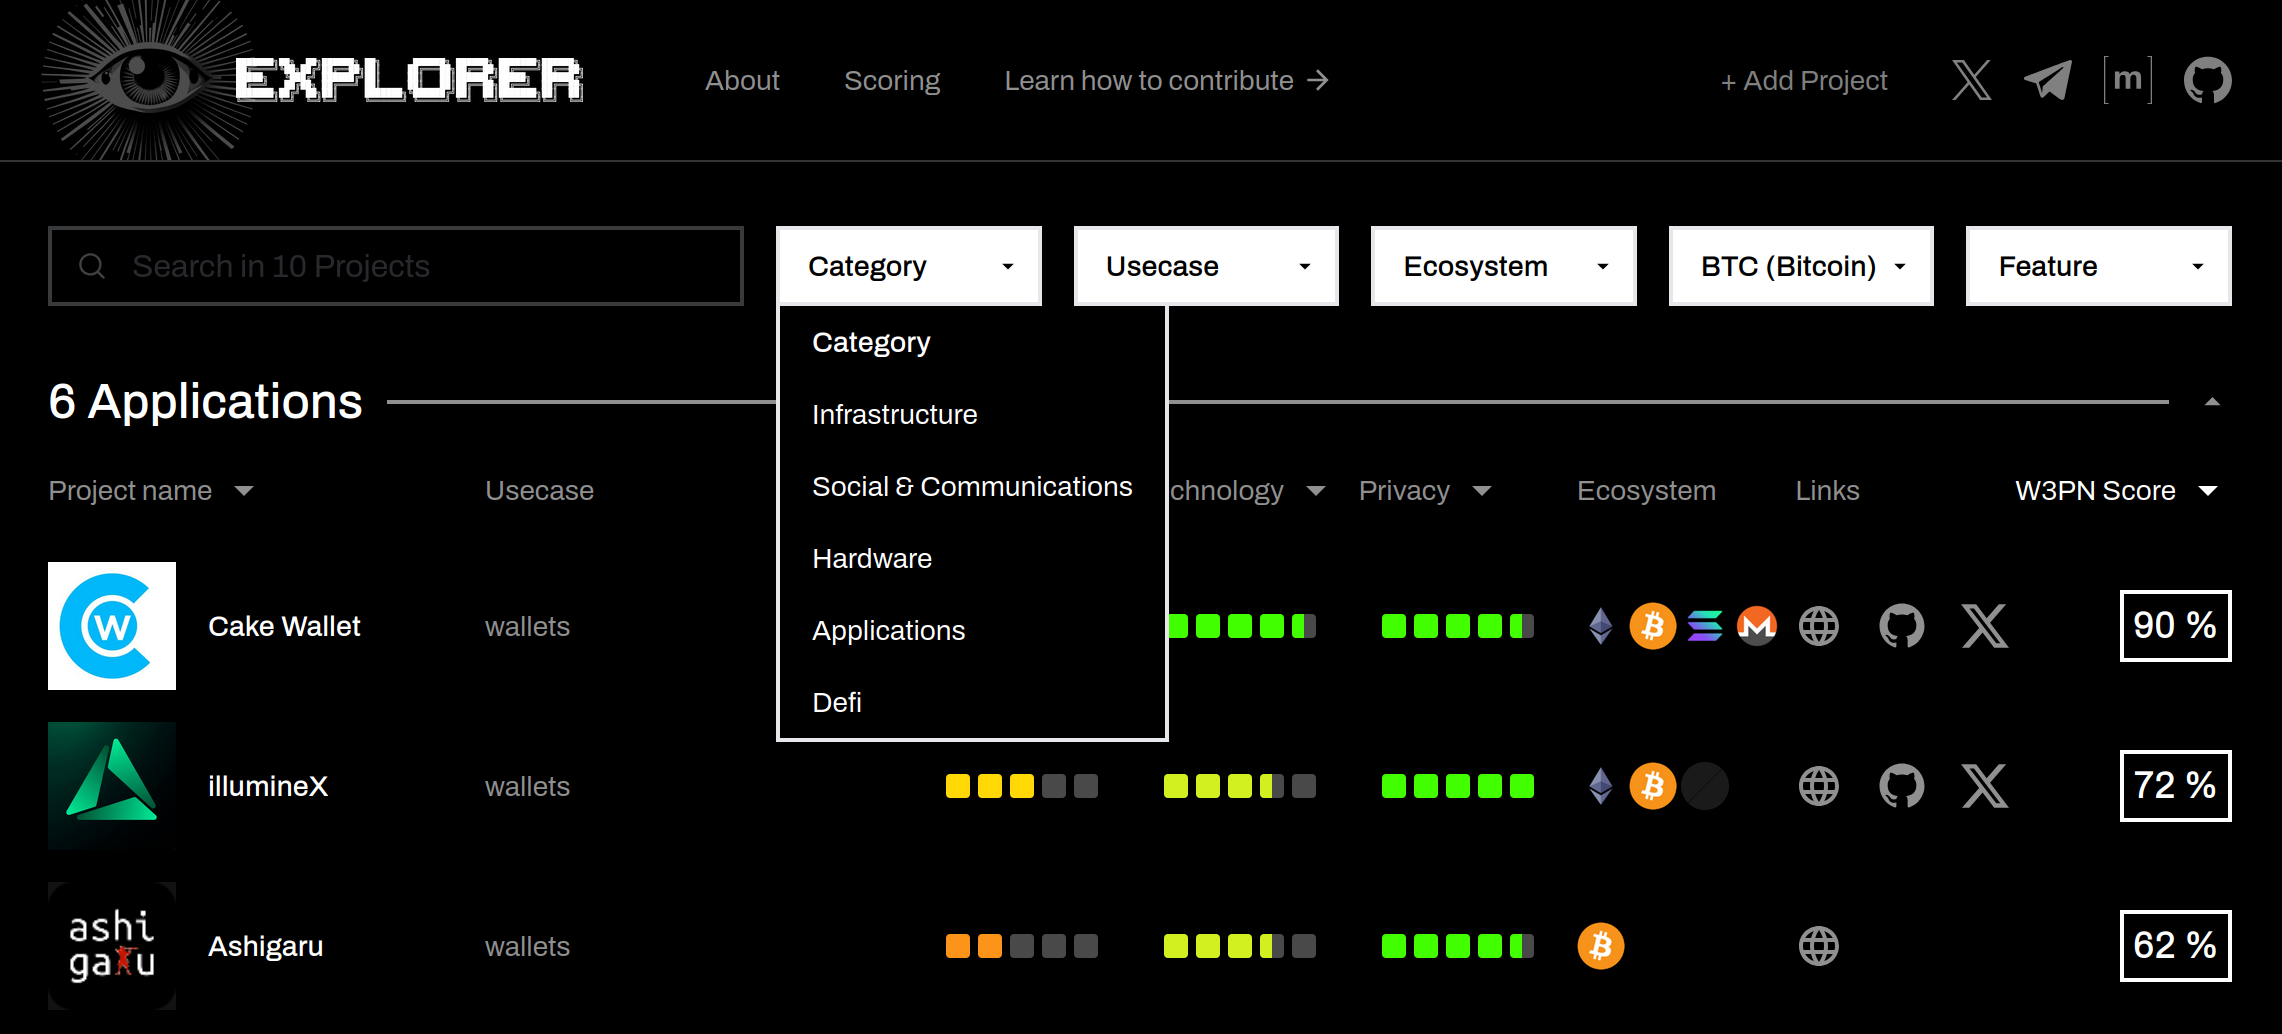 EXPLORER
About
Scoring
Learn how to contribute →
+ Add Project
[m]
Search in 10 Projects
Category
Usecase
Ecosystem
BTC (Bitcoin)
Feature
Category
Infrastructure
Social & Communications
Hardware
Applications
Defi
6 Applications
Project name
Usecase
chnology
Privacy
Ecosystem
Links
W3PN Score
W
Cake Wallet
wallets
90 %
illumineX
wallets
72 %
ashi
garu
Ashigaru
wallets
62 %